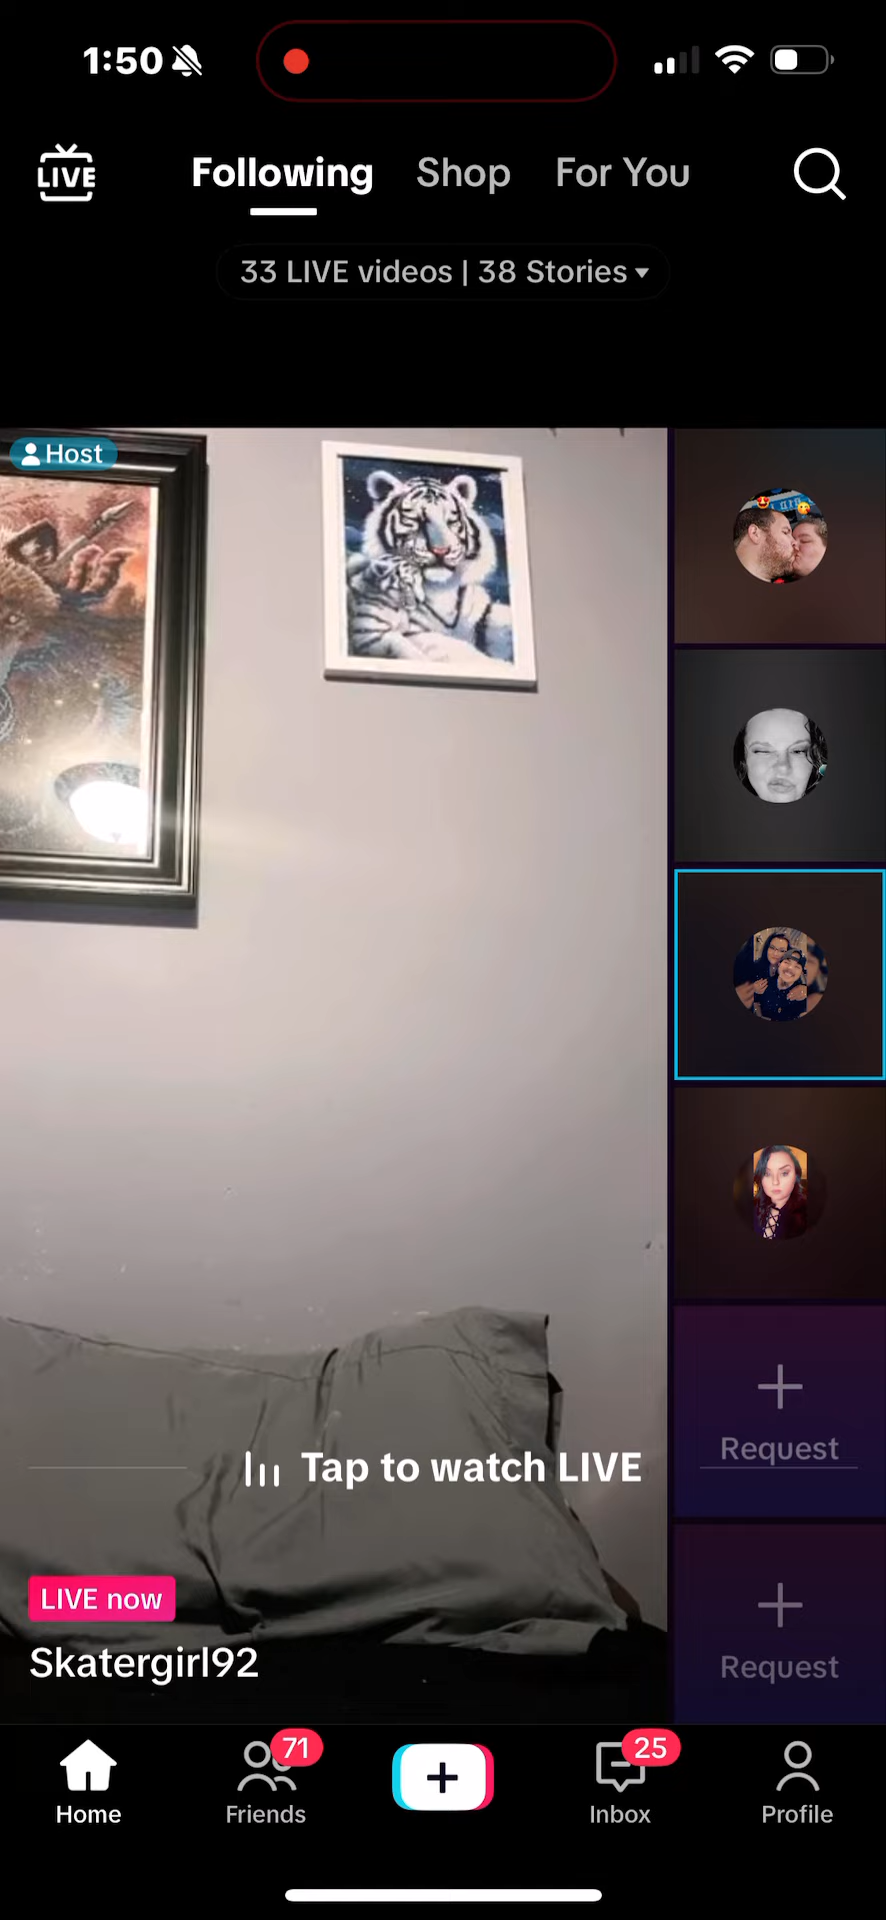 1:50
LIVE
Following Shop For You
33 LIVE videos | 38 Stories
Host
Request
Tap to watch LIVE
LIVE now
Skatergirl92
Request
71
25
Home
Friends
Inbox
Profile